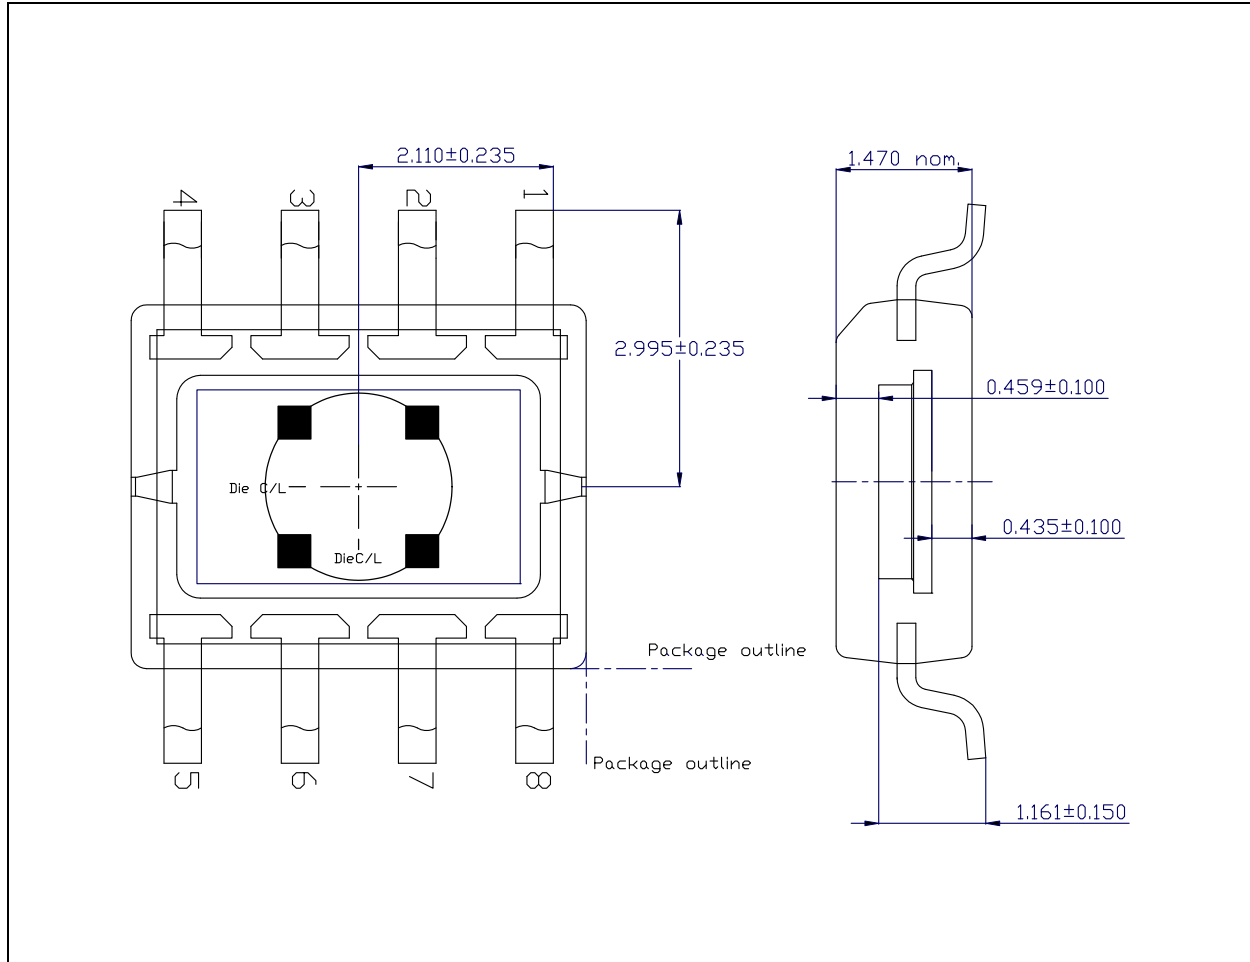 2.110±0.235
1.470 nom.
4 3 2 1
2.995±0.235
0.459±0.100
Die C/L
0.435±0.100
DieC/L
Package outline
Package outline
5 6 7 8
1.161±0.150